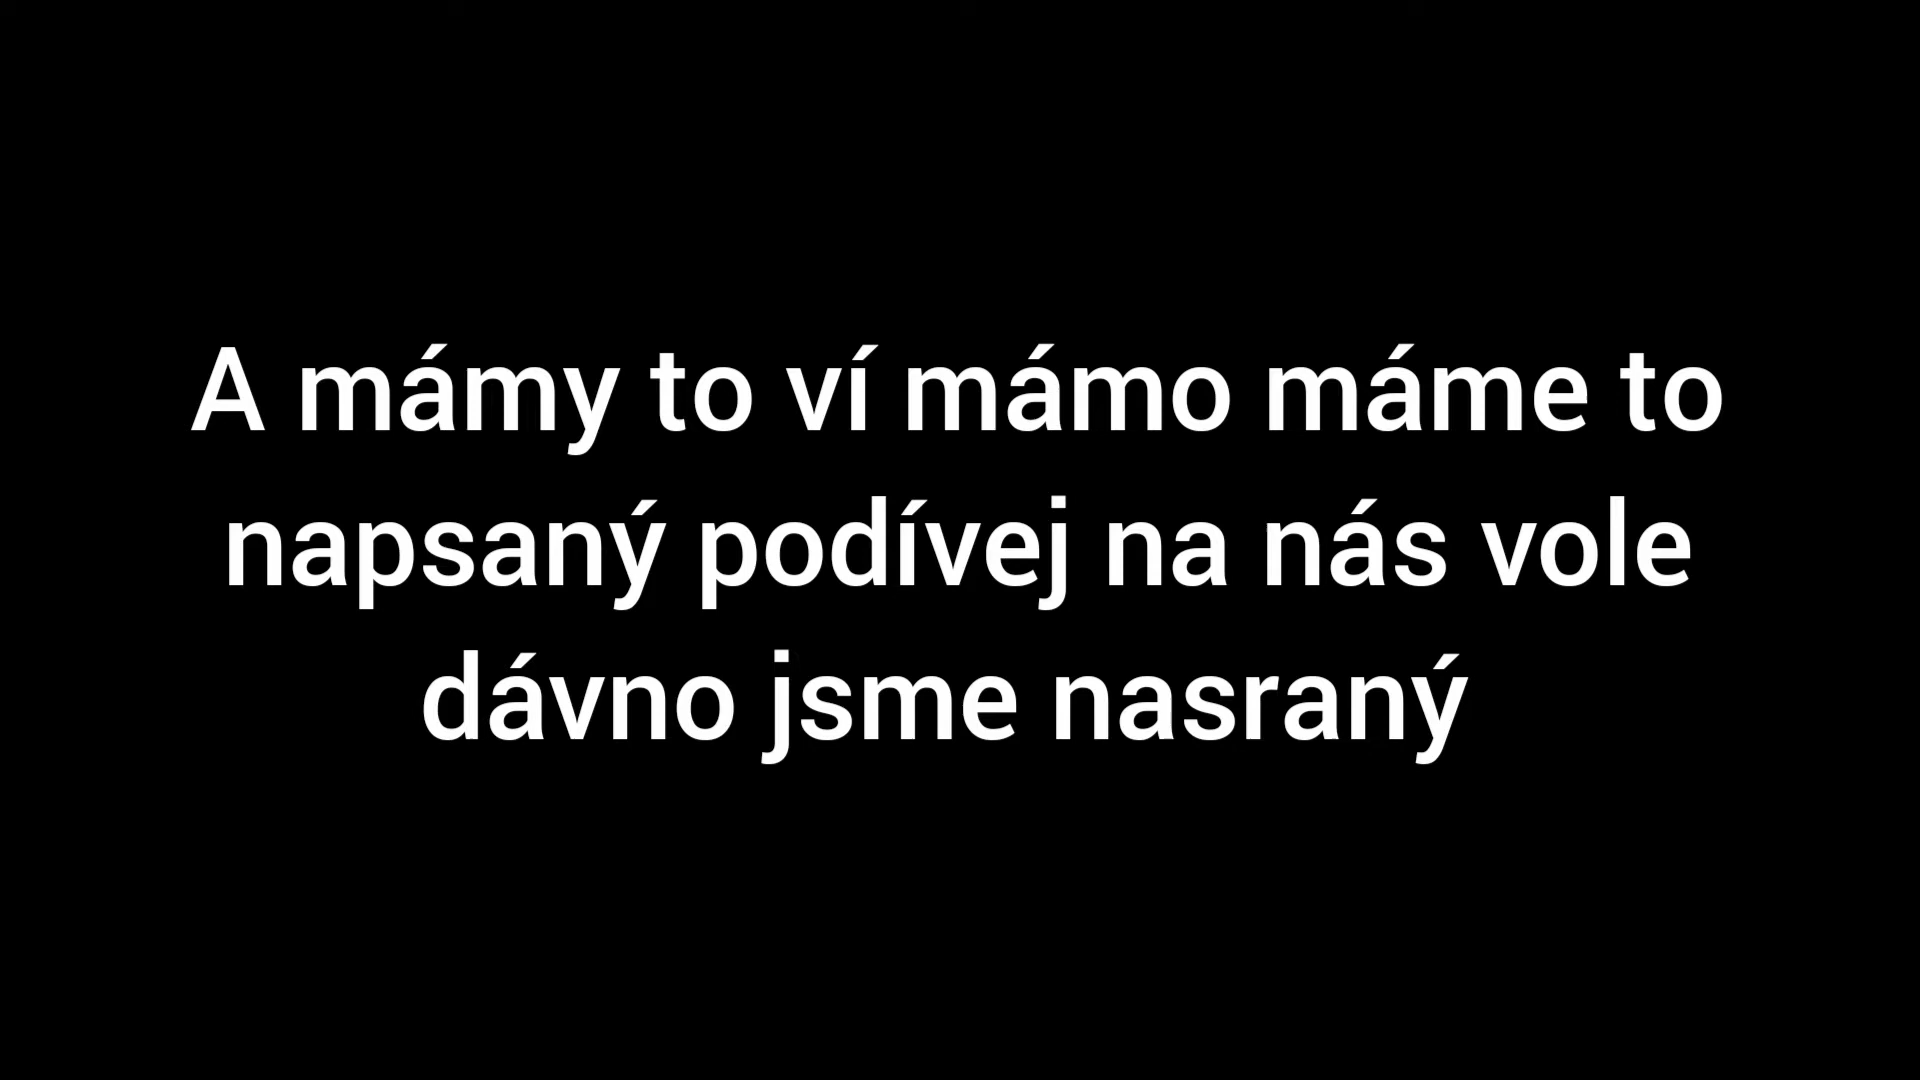 A mámy to ví mámo máme to
napsaný podívej na nás vole
dávno jsme nasraný